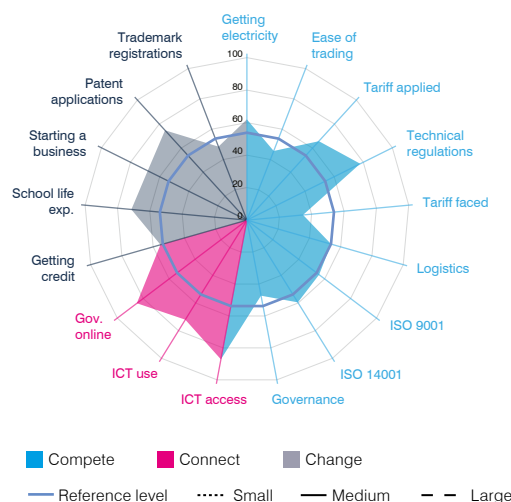 Getting
electricity
Trademark
registrations
Ease of
trading
Patent
applications
Tariff applied
Starting a
business
Technical
regulations
School life
exp.
Tariff faced
Getting
credit
Logistics
Gov.
online
ISO 9001
ICT use
ISO 14001
ICT access
Governance
100
80
60
40
20
0
Compete
Connect
Change
Reference level
Small
Medium
Large